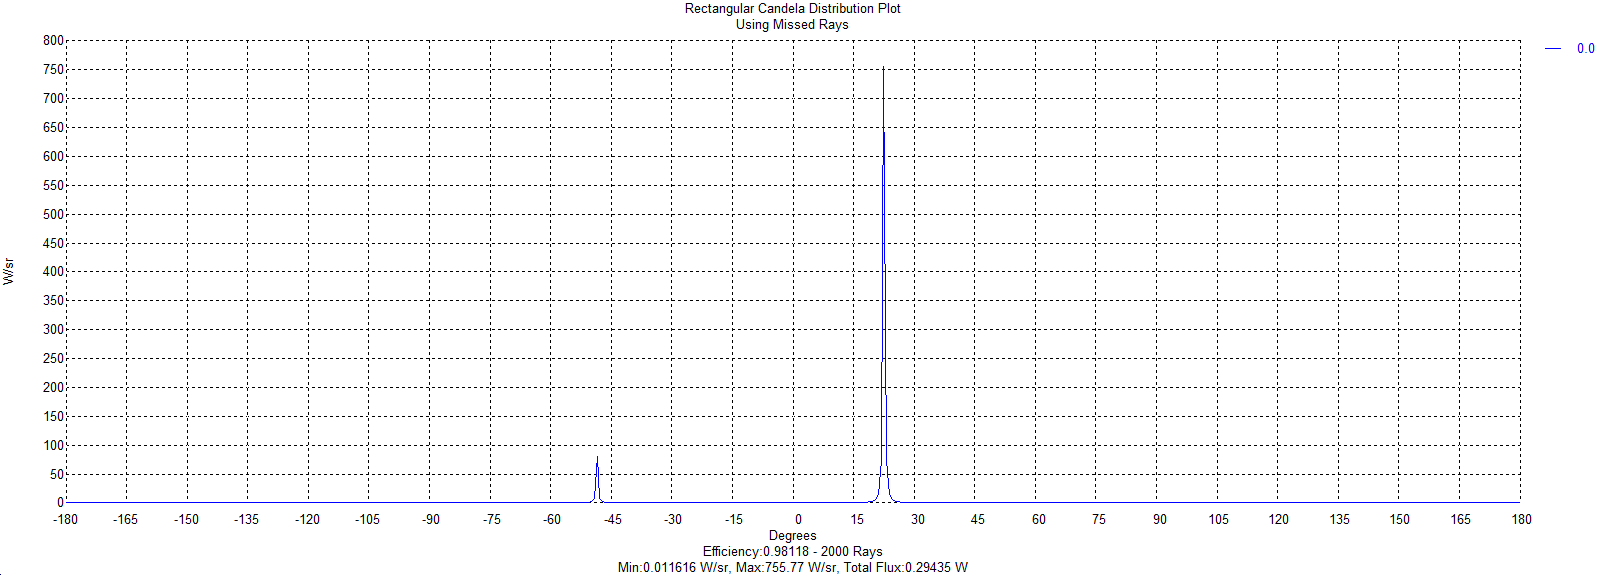 Rectangular Candela Distribution Plot
Using Missed Rays
800
0.0
750
700
650
600
550
500
450
400
350
300
250
200
150
100
50
0
W/sr
-180 -165 -150 -135 -120 -105 -90 -75 -60 -45 -30 -15 0 15 30 45 60 75 90 105 120 135 150 165 180
Degrees
Efficiency:0.98118 - 2000 Rays
Min:0.011616 W/sr, Max:755.77 W/sr, Total Flux:0.29435 W